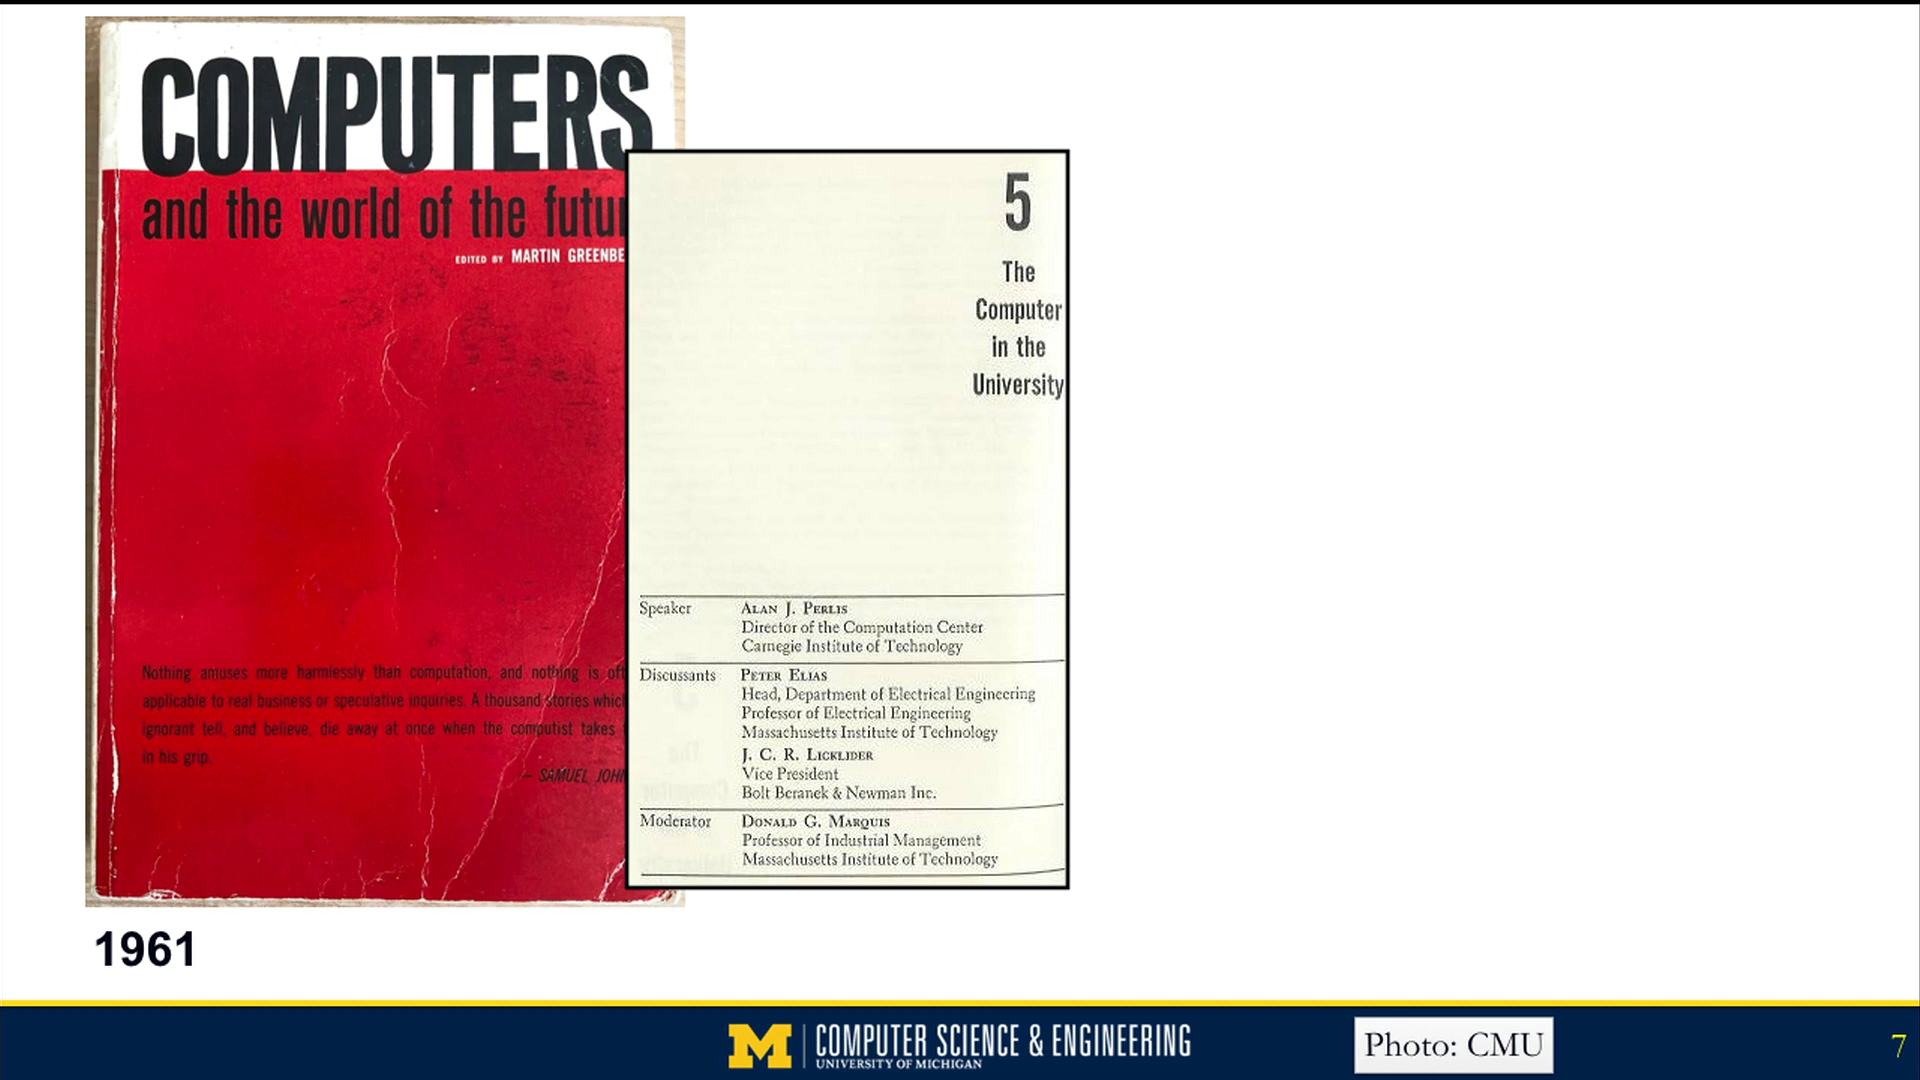 COMPUTERS
and the world of the futu
EDITED BY MARTIN GREENBE
Nothing amuses more harmlessly than computation, and nothing is oft
applicable to real business or speculative inquiries. A thousand stories whic
ignorant tell, and believe, die away at once when the computist takes
in his grip.
— SAMUEL JOH
5
The
Computer
in the
University
Speaker ALAN J. PERLIS
Director of the Computation Center
Carnegie Institute of Technology
Discussants PETER ELIAS
Head, Department of Electrical Engineering
Professor of Electrical Engineering
Massachusetts Institute of Technology
J. C. R. LICKLIDER
Vice President
Bolt Beranek & Newman Inc.
Moderator DONALD G. MARQUIS
Professor of Industrial Management
Massachusetts Institute of Technology
1961
M COMPUTER SCIENCE & ENGINEERING
UNIVERSITY OF MICHIGAN
Photo: CMU
7